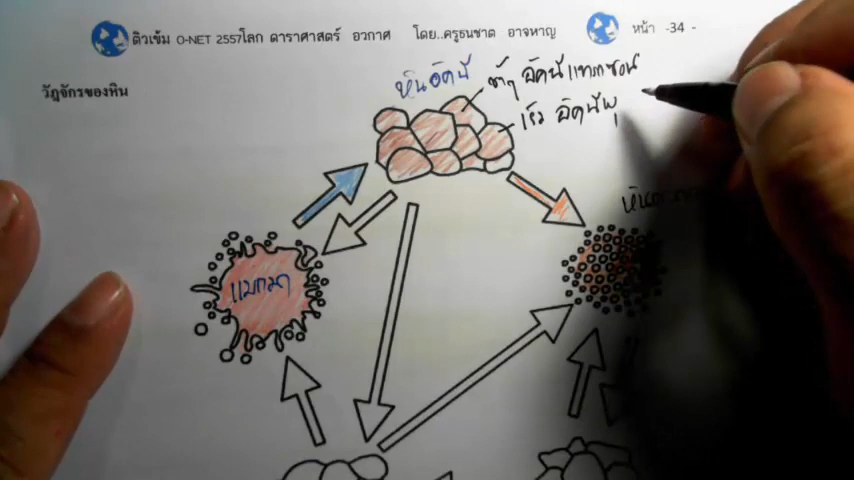 ติวเข้ม O-NET 2557โลก ดาราศาสตร์ อวกาศ โดย..ครูธนชาต อาจหาญ หน้า -34 -
วัฏจักรของหิน
หินอัคนี
ช้าๆ อัคนีแทรกซอน
เร็ว อัคนีพุ
แมกมา